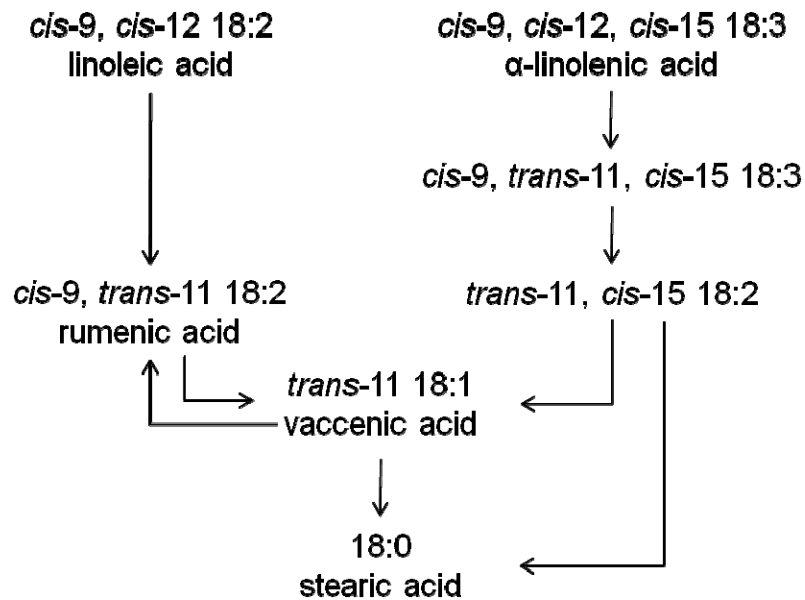 cis-9, cis-12 18:2
linoleic acid
cis-9, cis-12, cis-15 18:3
α-linolenic acid
cis-9, trans-11, cis-15 18:3
cis-9, trans-11 18:2
rumenic acid
trans-11, cis-15 18:2
trans-11 18:1
vaccenic acid
18:0
stearic acid